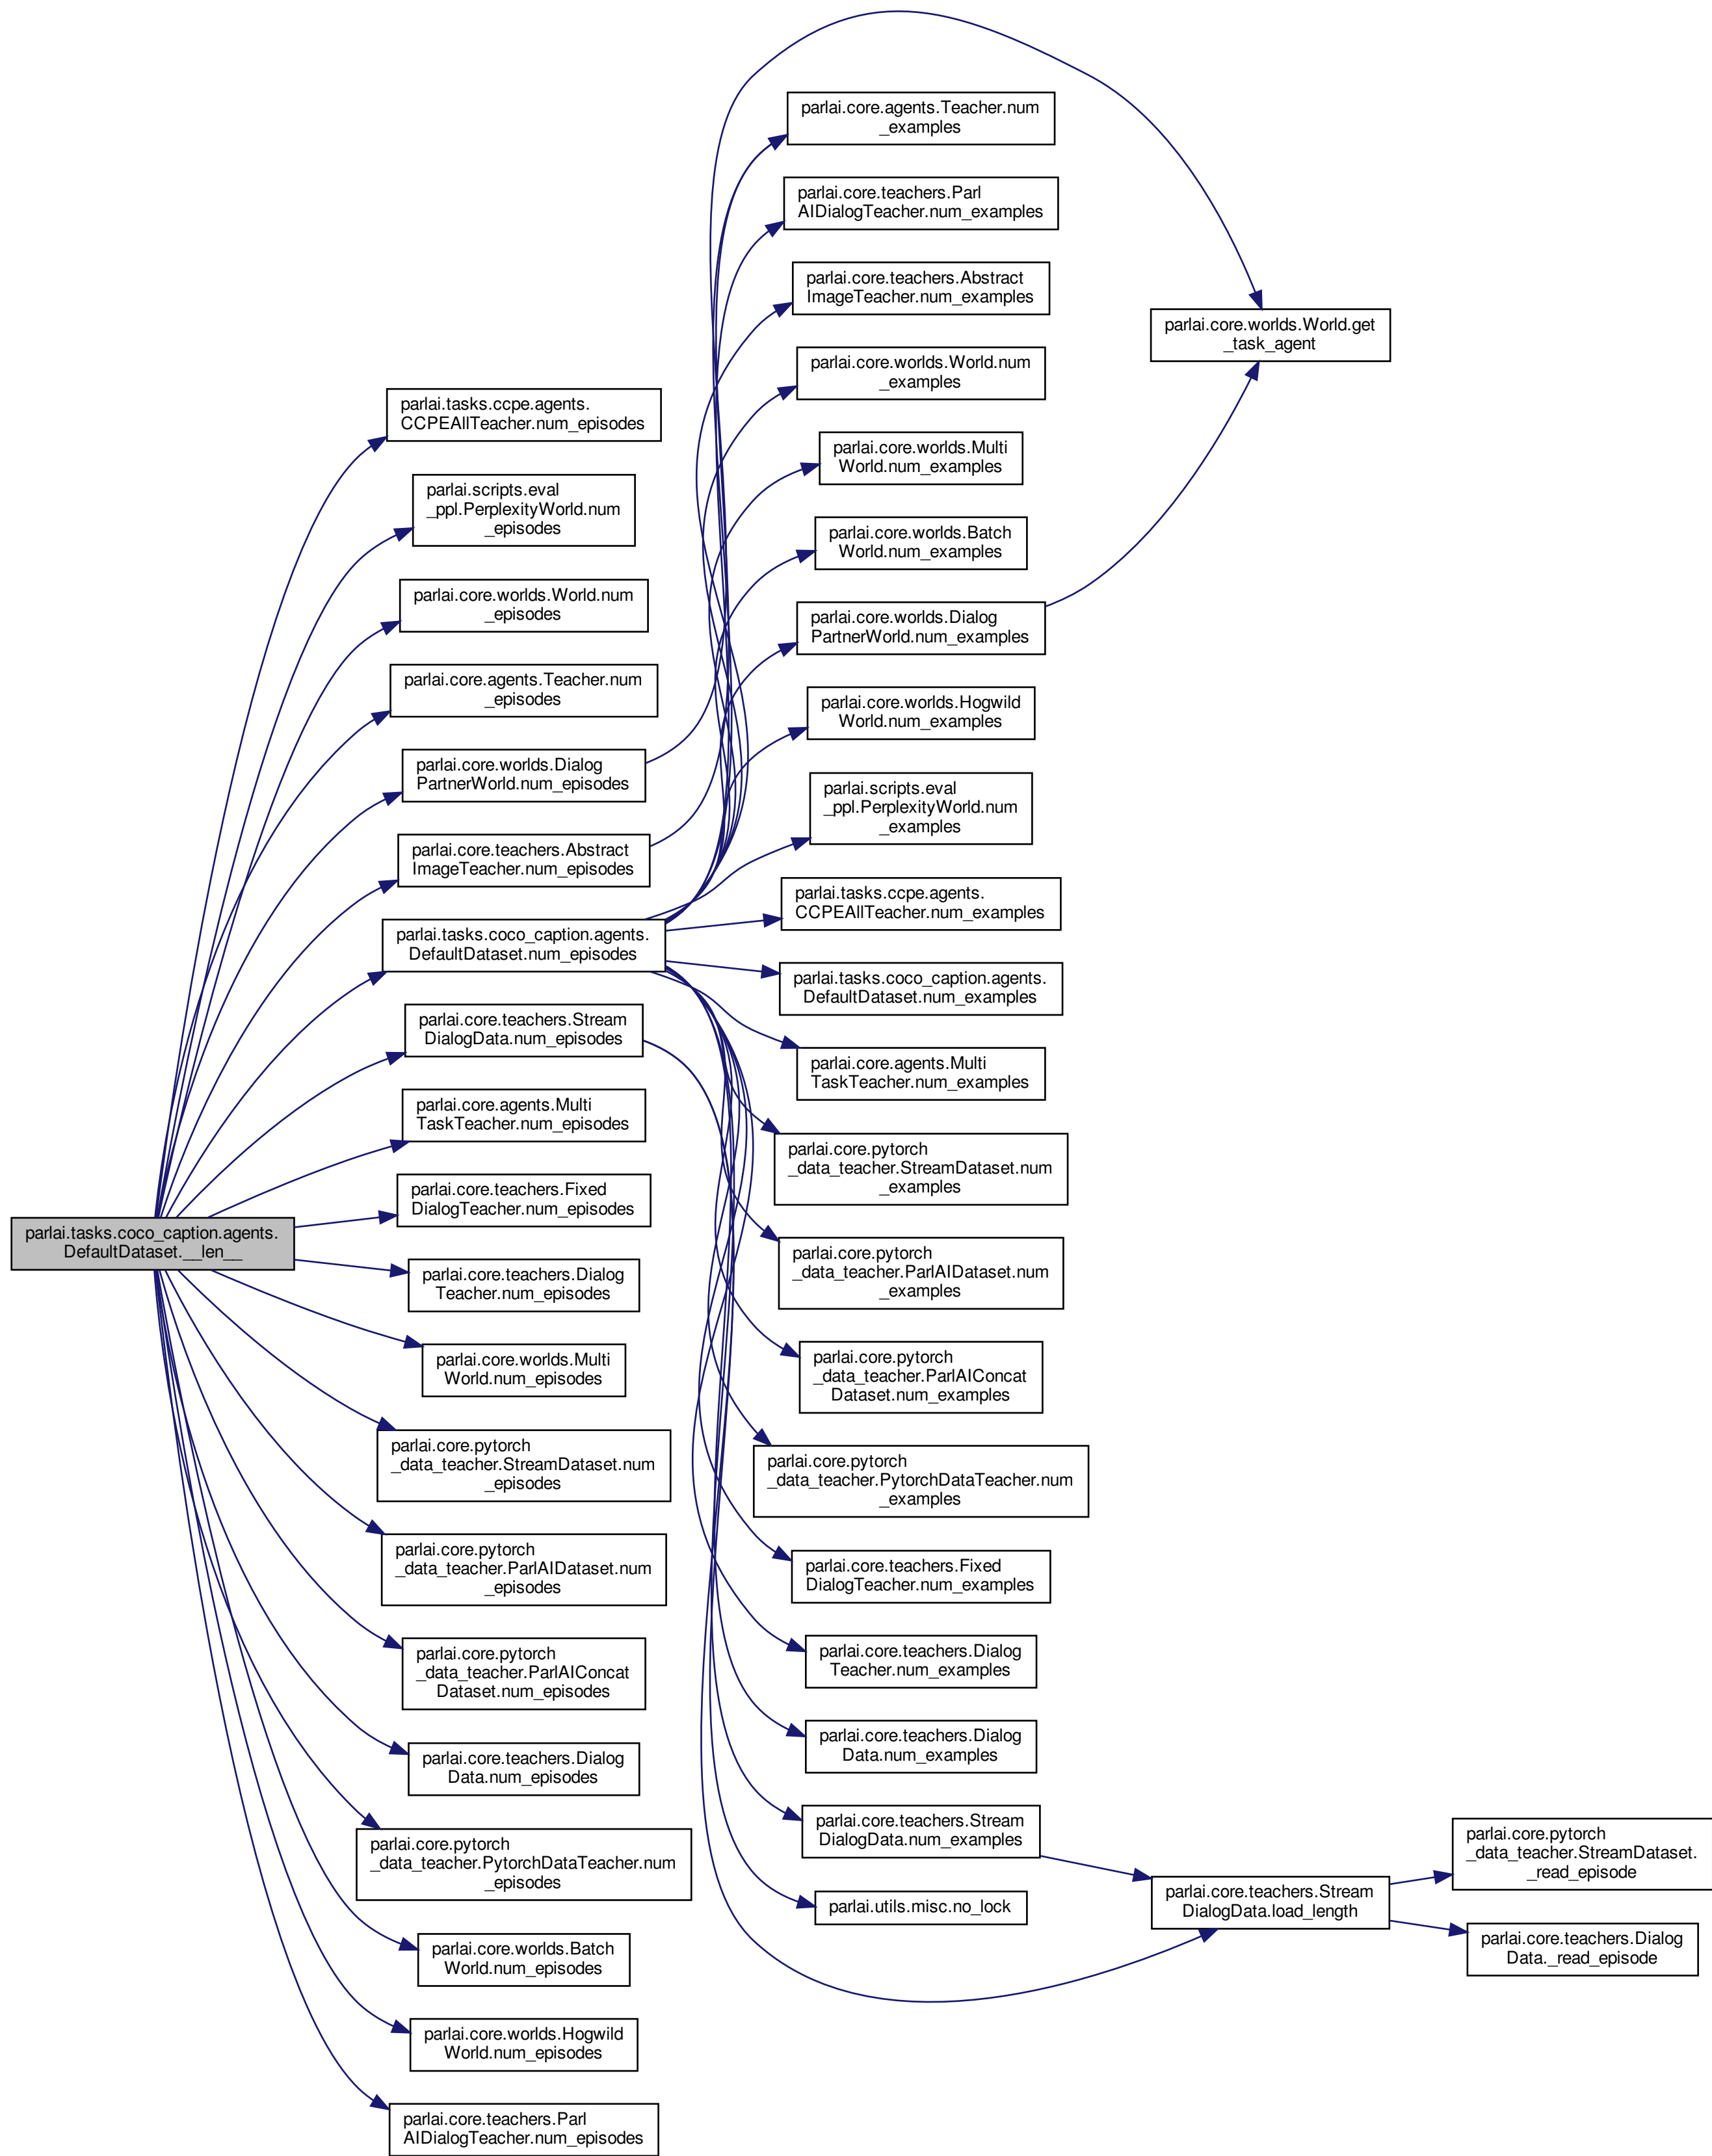 parlai.tasks.coco_caption.agents.
DefaultDataset.__len__
parlai.tasks.ccpe.agents.
CCPEAllTeacher.num_episodes
parlai.scripts.eval
_ppl.PerplexityWorld.num
_episodes
parlai.core.worlds.World.num
_episodes
parlai.core.agents.Teacher.num
_episodes
parlai.core.worlds.Dialog
PartnerWorld.num_episodes
parlai.core.teachers.Abstract
ImageTeacher.num_episodes
parlai.tasks.coco_caption.agents.
DefaultDataset.num_episodes
parlai.core.teachers.Stream
DialogData.num_episodes
parlai.core.agents.Multi
TaskTeacher.num_episodes
parlai.core.teachers.Fixed
DialogTeacher.num_episodes
parlai.core.teachers.Dialog
Teacher.num_episodes
parlai.core.worlds.Multi
World.num_episodes
parlai.core.pytorch
_data_teacher.StreamDataset.num
_episodes
parlai.core.pytorch
_data_teacher.ParlAIDataset.num
_episodes
parlai.core.pytorch
_data_teacher.ParlAIConcat
Dataset.num_episodes
parlai.core.teachers.Dialog
Data.num_episodes
parlai.core.pytorch
_data_teacher.PytorchDataTeacher.num
_episodes
parlai.core.worlds.Batch
World.num_episodes
parlai.core.worlds.Hogwild
World.num_episodes
parlai.core.teachers.Parl
AIDialogTeacher.num_episodes
parlai.core.agents.Teacher.num
_examples
parlai.core.teachers.Parl
AIDialogTeacher.num_examples
parlai.core.teachers.Abstract
ImageTeacher.num_examples
parlai.core.worlds.World.num
_examples
parlai.core.worlds.Multi
World.num_examples
parlai.core.worlds.Batch
World.num_examples
parlai.core.worlds.Dialog
PartnerWorld.num_examples
parlai.core.worlds.Hogwild
World.num_examples
parlai.scripts.eval
_ppl.PerplexityWorld.num
_examples
parlai.tasks.ccpe.agents.
CCPEAllTeacher.num_examples
parlai.tasks.coco_caption.agents.
DefaultDataset.num_examples
parlai.core.agents.Multi
TaskTeacher.num_examples
parlai.core.pytorch
_data_teacher.StreamDataset.num
_examples
parlai.core.pytorch
_data_teacher.ParlAIDataset.num
_examples
parlai.core.pytorch
_data_teacher.ParlAIConcat
Dataset.num_examples
parlai.core.pytorch
_data_teacher.PytorchDataTeacher.num
_examples
parlai.core.teachers.Fixed
DialogTeacher.num_examples
parlai.core.teachers.Dialog
Teacher.num_examples
parlai.core.teachers.Dialog
Data.num_examples
parlai.core.teachers.Stream
DialogData.num_examples
parlai.utils.misc.no_lock
parlai.core.worlds.World.get
_task_agent
parlai.core.teachers.Stream
DialogData.load_length
parlai.core.pytorch
_data_teacher.StreamDataset.
_read_episode
parlai.core.teachers.Dialog
Data._read_episode